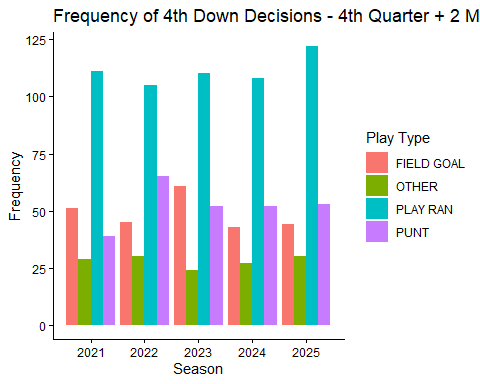 Frequency of 4th Down Decisions - 4th Quarter + 2 M
125
100
75
50
25
0
Frequency
2021 2022 2023 2024 2025
Season
Play Type
FIELD GOAL
OTHER
PLAY RAN
PUNT